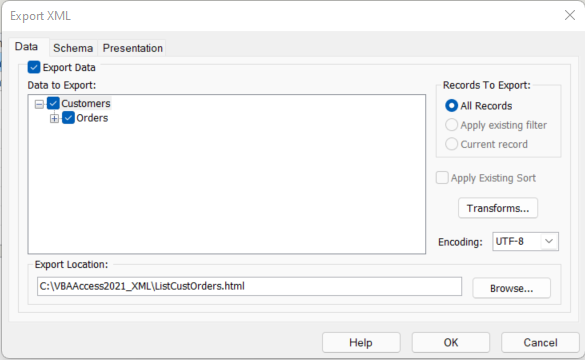 Export XML
Data Schema Presentation
Export Data
Data to Export:
Customers
Orders
Records To Export:
All Records
Apply existing filter
Current record
Apply Existing Sort
Transforms...
Encoding: UTF-8
Export Location:
C:\VBAAccess2021_XML\ListCustOrders.html
Browse...
Help OK Cancel